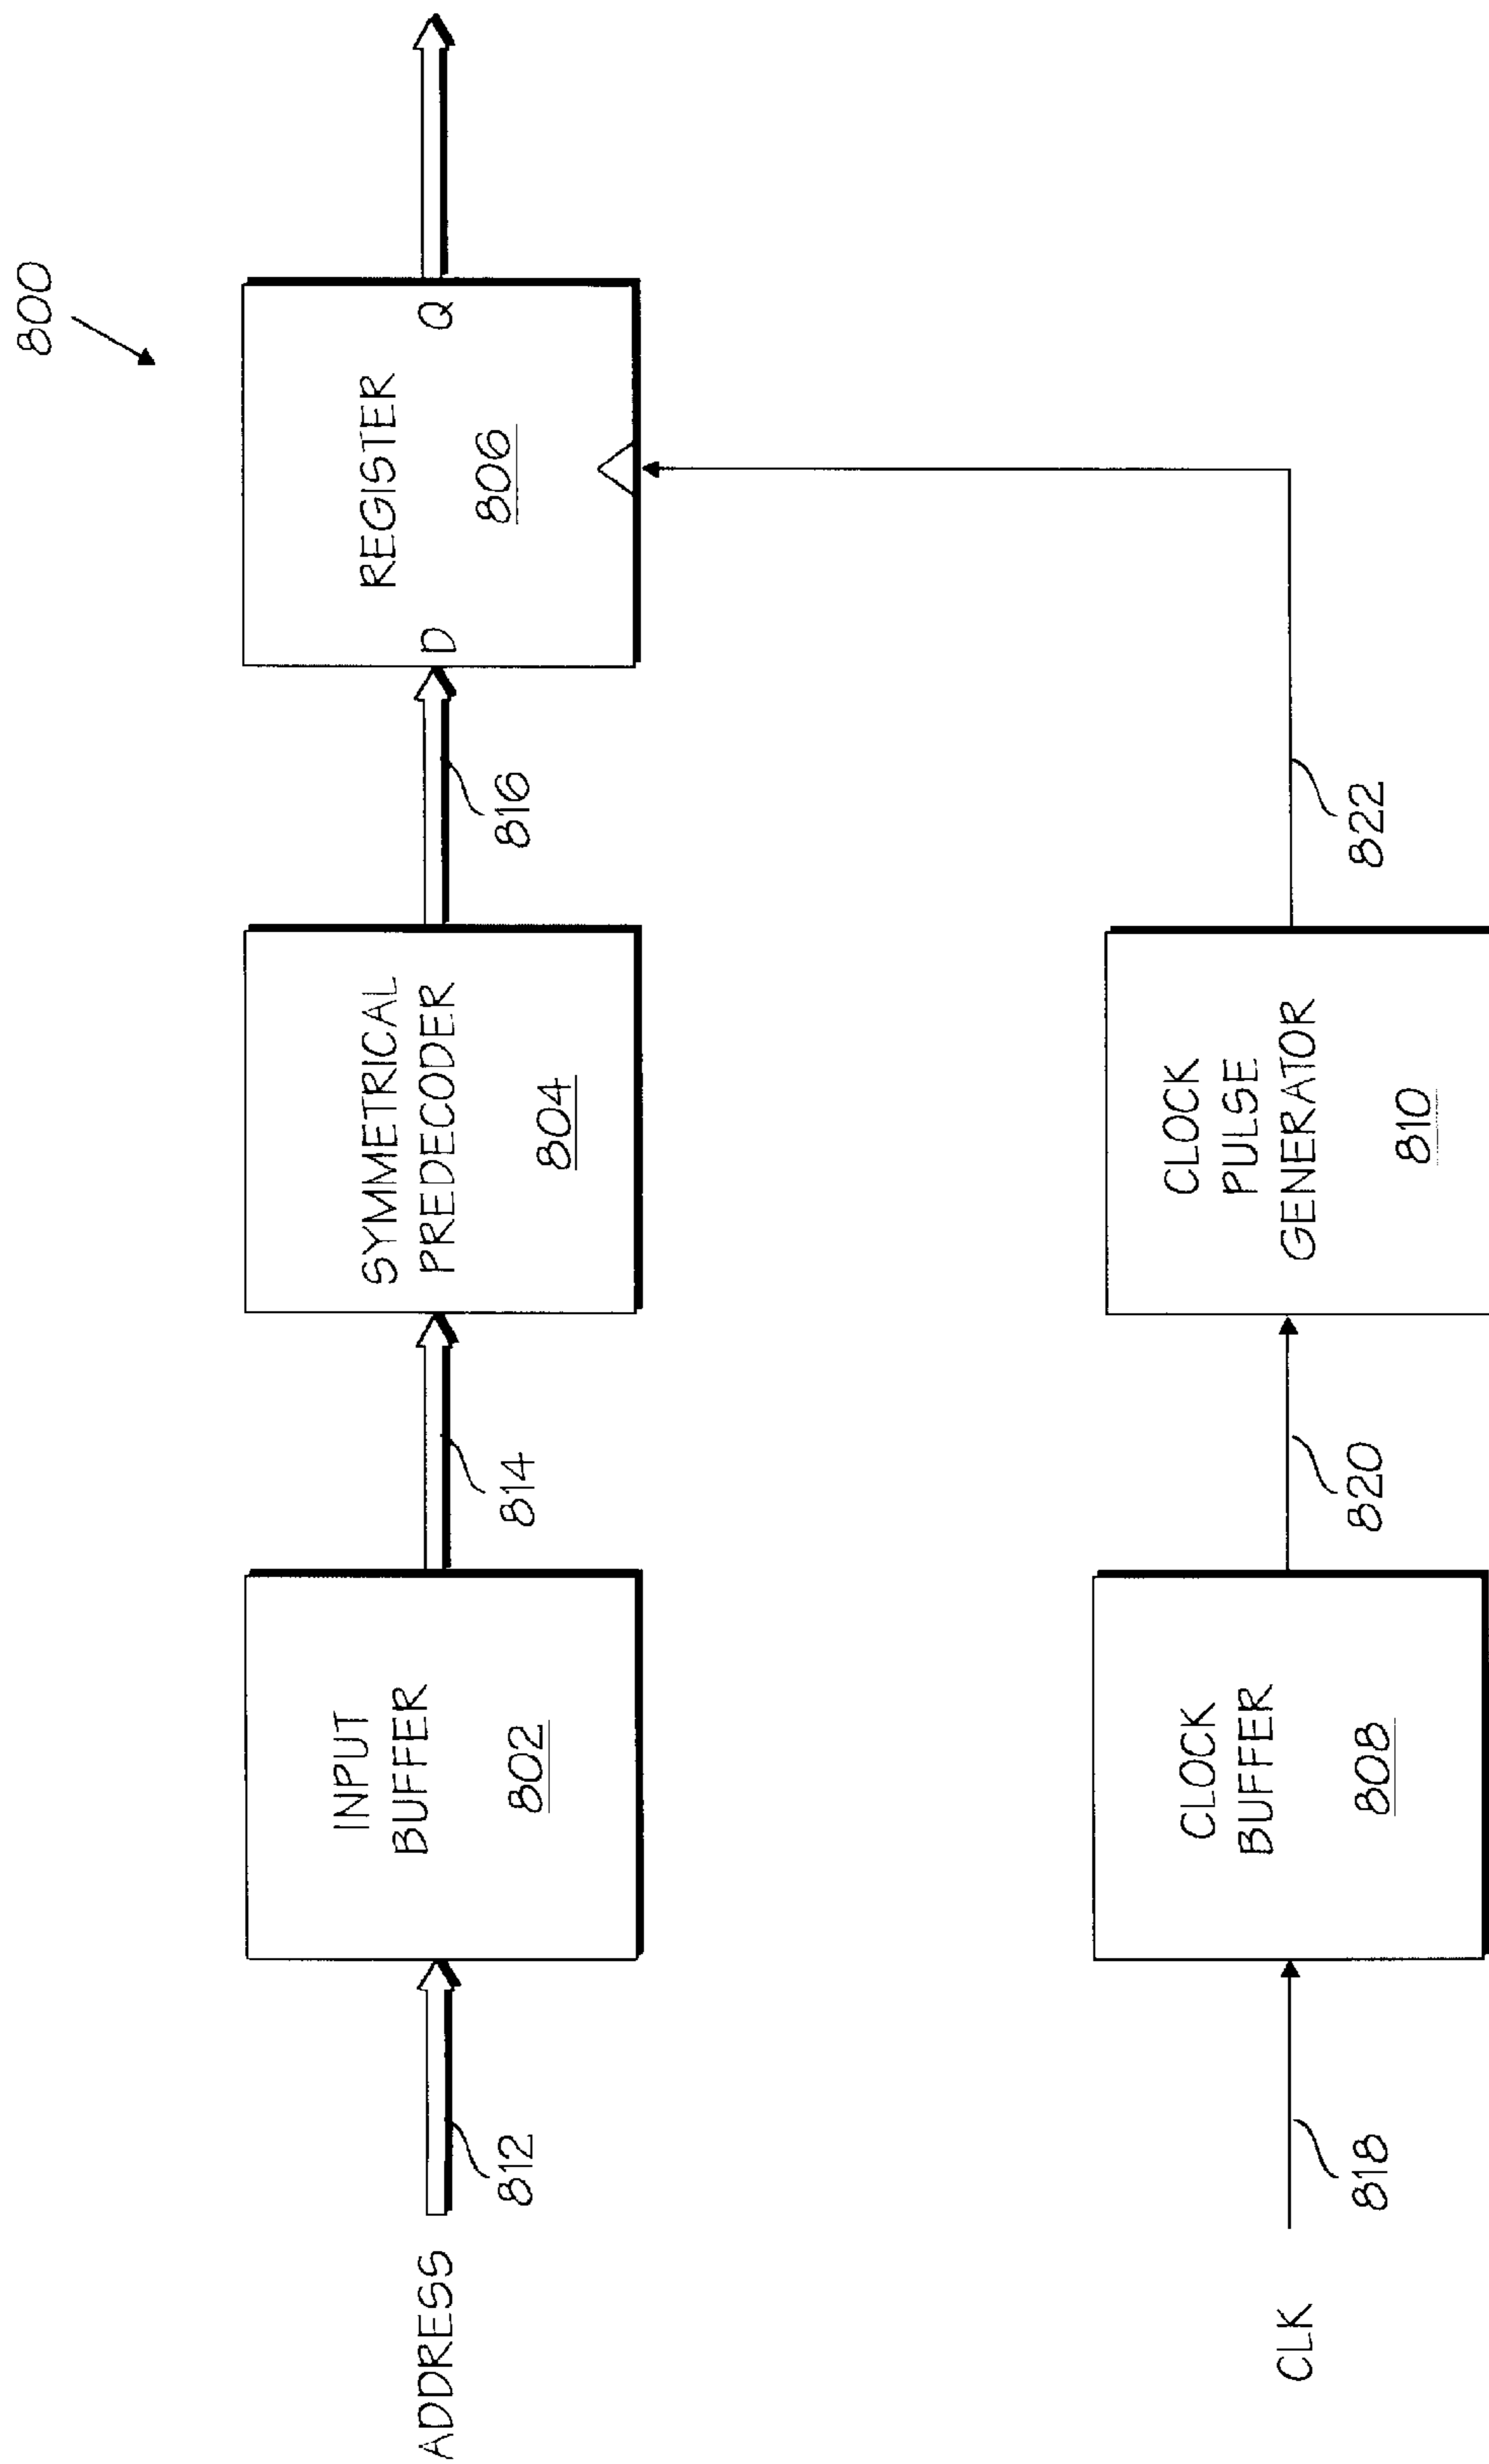 800
INPUT
BUFFER
802
SYMMETRICAL
PREDECODER
804
REGISTER
D
Q
806
ADDRESS
812
814
816
CLOCK
BUFFER
808
CLOCK
PULSE
GENERATOR
810
CLK
818
820
822